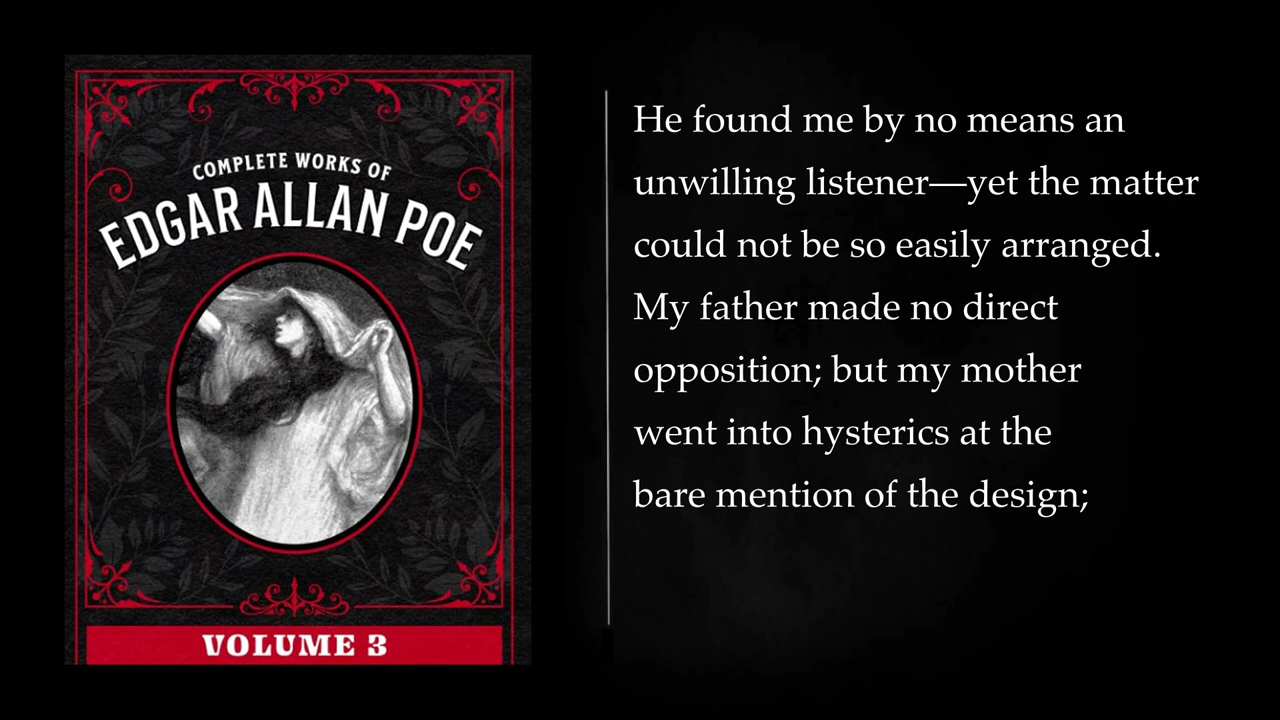 COMPLETE WORKS OF
EDGAR ALLAN POE
VOLUME 3
He found me by no means an
unwilling listener—yet the matter
could not be so easily arranged.
My father made no direct
opposition; but my mother
went into hysterics at the
bare mention of the design;